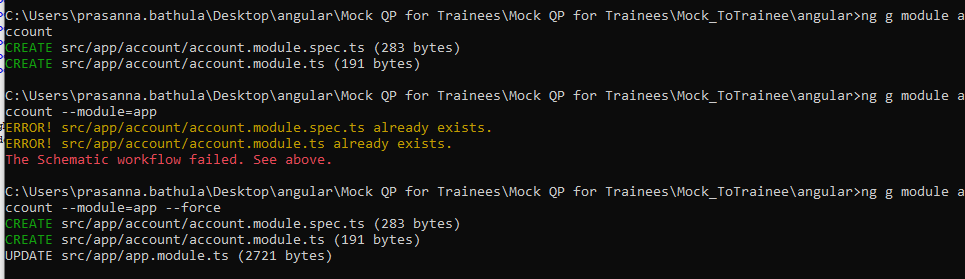 C:\Users\prasanna.bathula\Desktop\angular\Mock QP for Trainees\Mock QP for Trainees\Mock_ToTrainee\angular>ng g module a
ccount
CREATE src/app/account/account.module.spec.ts (283 bytes)
CREATE src/app/account/account.module.ts (191 bytes)
C:\Users\prasanna.bathula\Desktop\angular\Mock QP for Trainees\Mock QP for Trainees\Mock_ToTrainee\angular>ng g module a
ccount --module=app
ERROR! src/app/account/account.module.spec.ts already exists.
ERROR! src/app/account/account.module.ts already exists.
The Schematic workflow failed. See above.
C:\Users\prasanna.bathula\Desktop\angular\Mock QP for Trainees\Mock QP for Trainees\Mock_ToTrainee\angular>ng g module a
ccount --module=app --force
CREATE src/app/account/account.module.spec.ts (283 bytes)
CREATE src/app/account/account.module.ts (191 bytes)
UPDATE src/app/app.module.ts (2721 bytes)